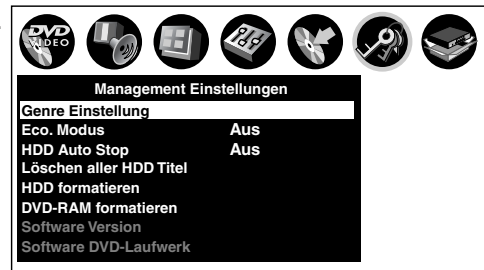 DVD
VIDEO
Management Einstellungen
Genre Einstellung
Eco. Modus Aus
HDD Auto Stop Aus
Löschen aller HDD Titel
HDD formatieren
DVD-RAM formatieren
Software Version
Software DVD-Laufwerk